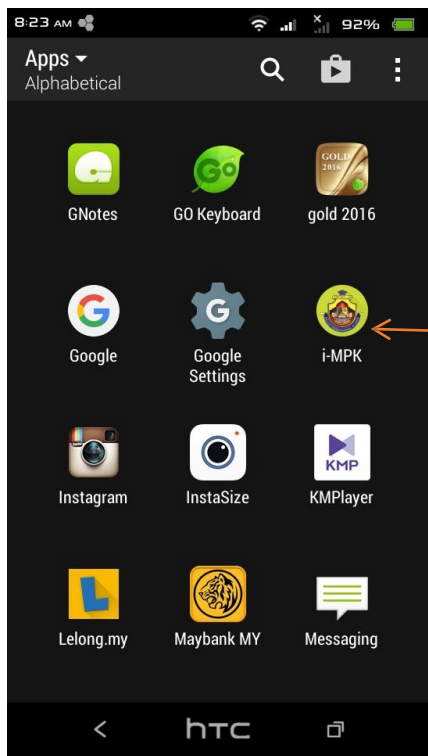 8:23 AM 92%
Apps
Alphabetical
GO
GOLD
2016
GNotes GO Keyboard gold 2016
G G
Google Google Settings i-MPK
KMP
Instagram InstaSize KMPlayer
L
Lelong.my Maybank MY Messaging
hTC